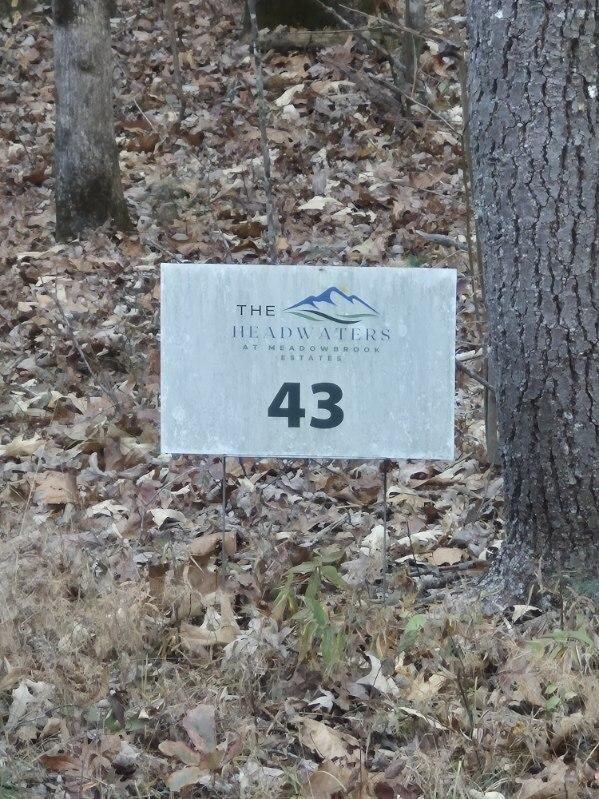 THE
HEADWATERS
AT MEADOWBROOK
ESTATES
43